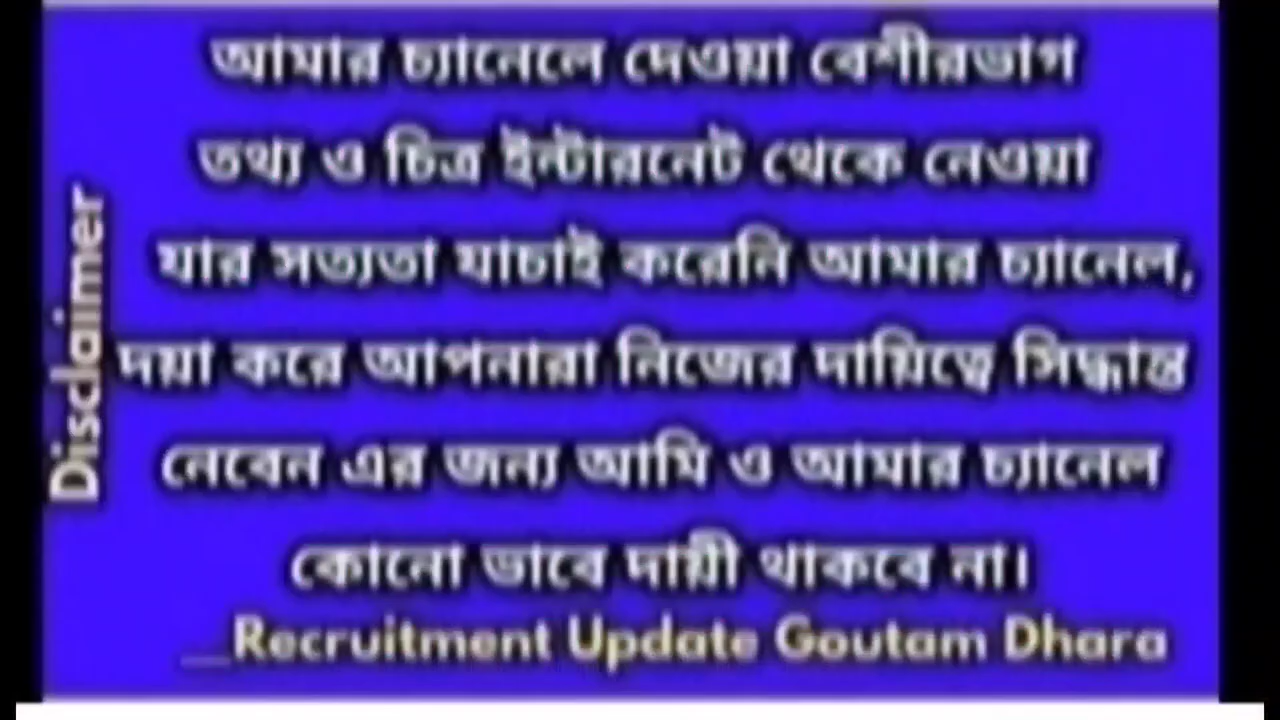 আমার চ্যানেলে দেওয়া বেশীরভাগ
তথ্য ও চিত্র ইন্টারনেট থেকে নেওয়া
যার সত্যতা যাচাই করেনি আমার চ্যানেল,
দয়া করে আপনারা নিজের দায়িত্বে সিদ্ধান্ত
নেবেন এর জন্য আমি ও আমার চ্যানেল
কোনো ভাবে দায়ী থাকবে না।
__Recruitment Update Goutam Dhara
Disclaimer